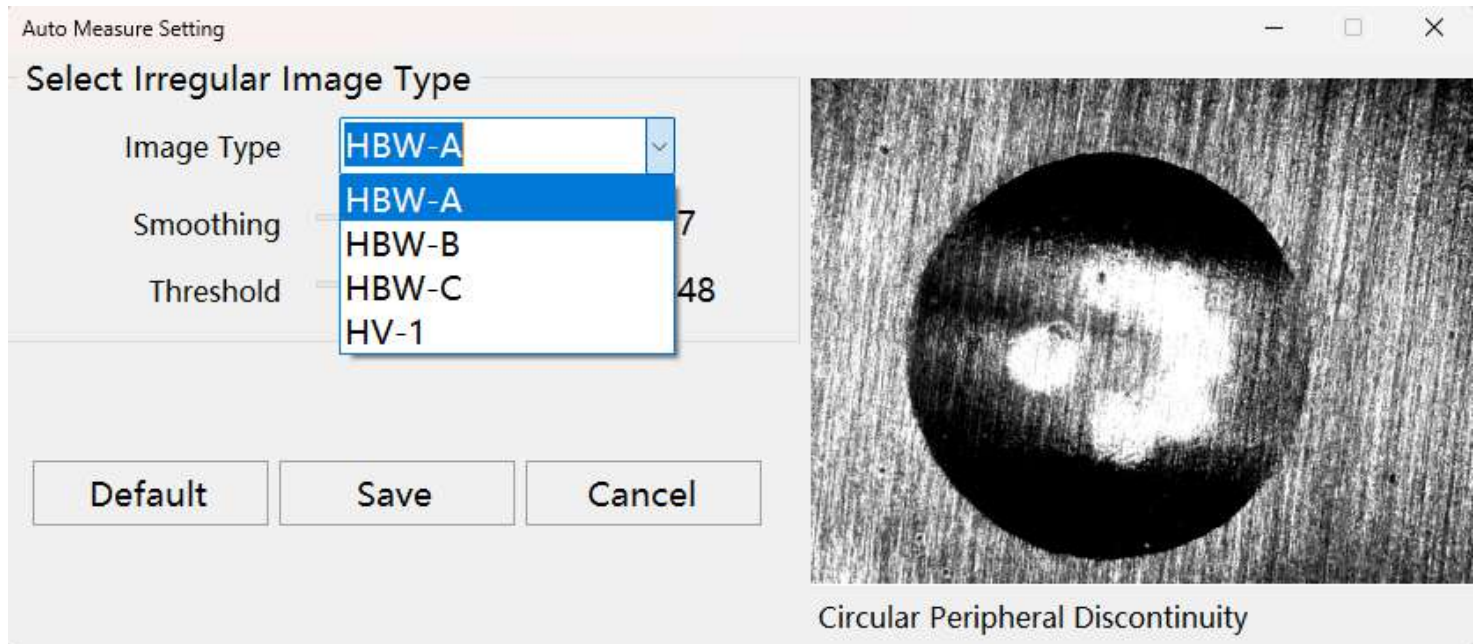 Auto Measure Setting
Select Irregular Image Type
Image Type HBW-A
HBW-A
Smoothing 7
HBW-B
Threshold HBW-C 48
HV-1
Default Save Cancel
Circular Peripheral Discontinuity